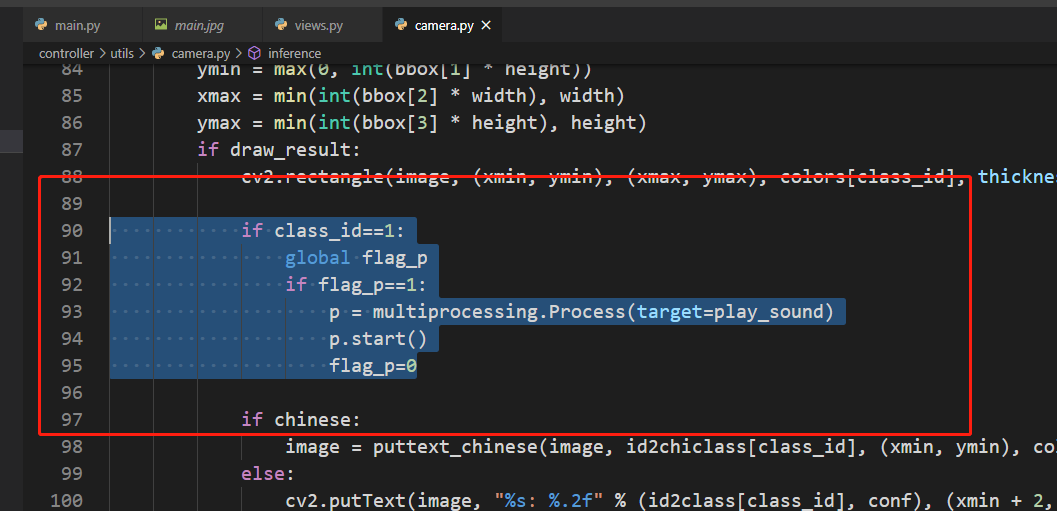 main.py main.jpg views.py camera.py ×
controller > utils > camera.py > inference
84 ymin = max(0, int(bbox[1] * height))
85 xmax = min(int(bbox[2] * width), width)
86 ymax = min(int(bbox[3] * height), height)
87 if draw_result:
88 cv2.rectangle(image, (xmin, ymin), (xmax, ymax), colors[class_id], thickne
89
90 if class_id==1:
91 global flag_p
92 if flag_p==1:
93 p = multiprocessing.Process(target=play_sound)
94 p.start()
95 flag_p=0
96
97 if chinese:
98 image = puttext_chinese(image, id2chiclass[class_id], (xmin, ymin), co
99 else:
100 cv2.putText(image, "%s: %.2f" % (id2class[class_id], conf), (xmin + 2,